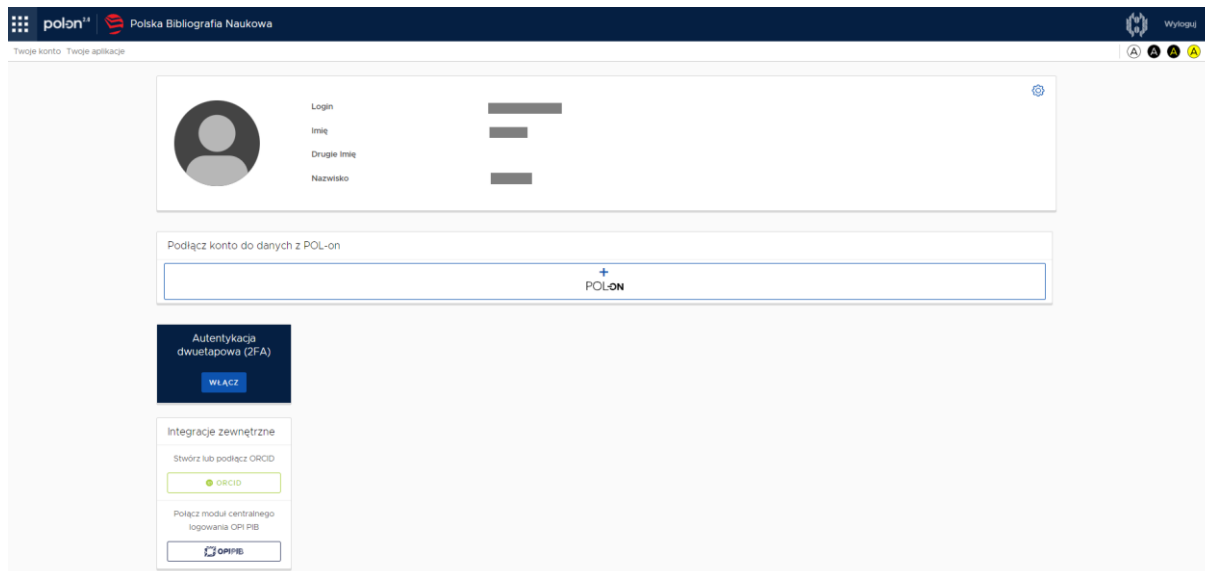 polon2.0 Polska Bibliografia Naukowa Wyloguj
Twoje konto Twoje aplikacje A A A A
Login
Imię
Drugie Imię
Nazwisko
Podłącz konto do danych z POL-on
+
POL-on
Autentykacja
dwuetapowa (2FA)
WŁĄCZ
Integracje zewnętrzne
Stwórz lub podłącz ORCID
ORCID
Połącz moduł centralnego
logowania OPI PIB
OPIPIB